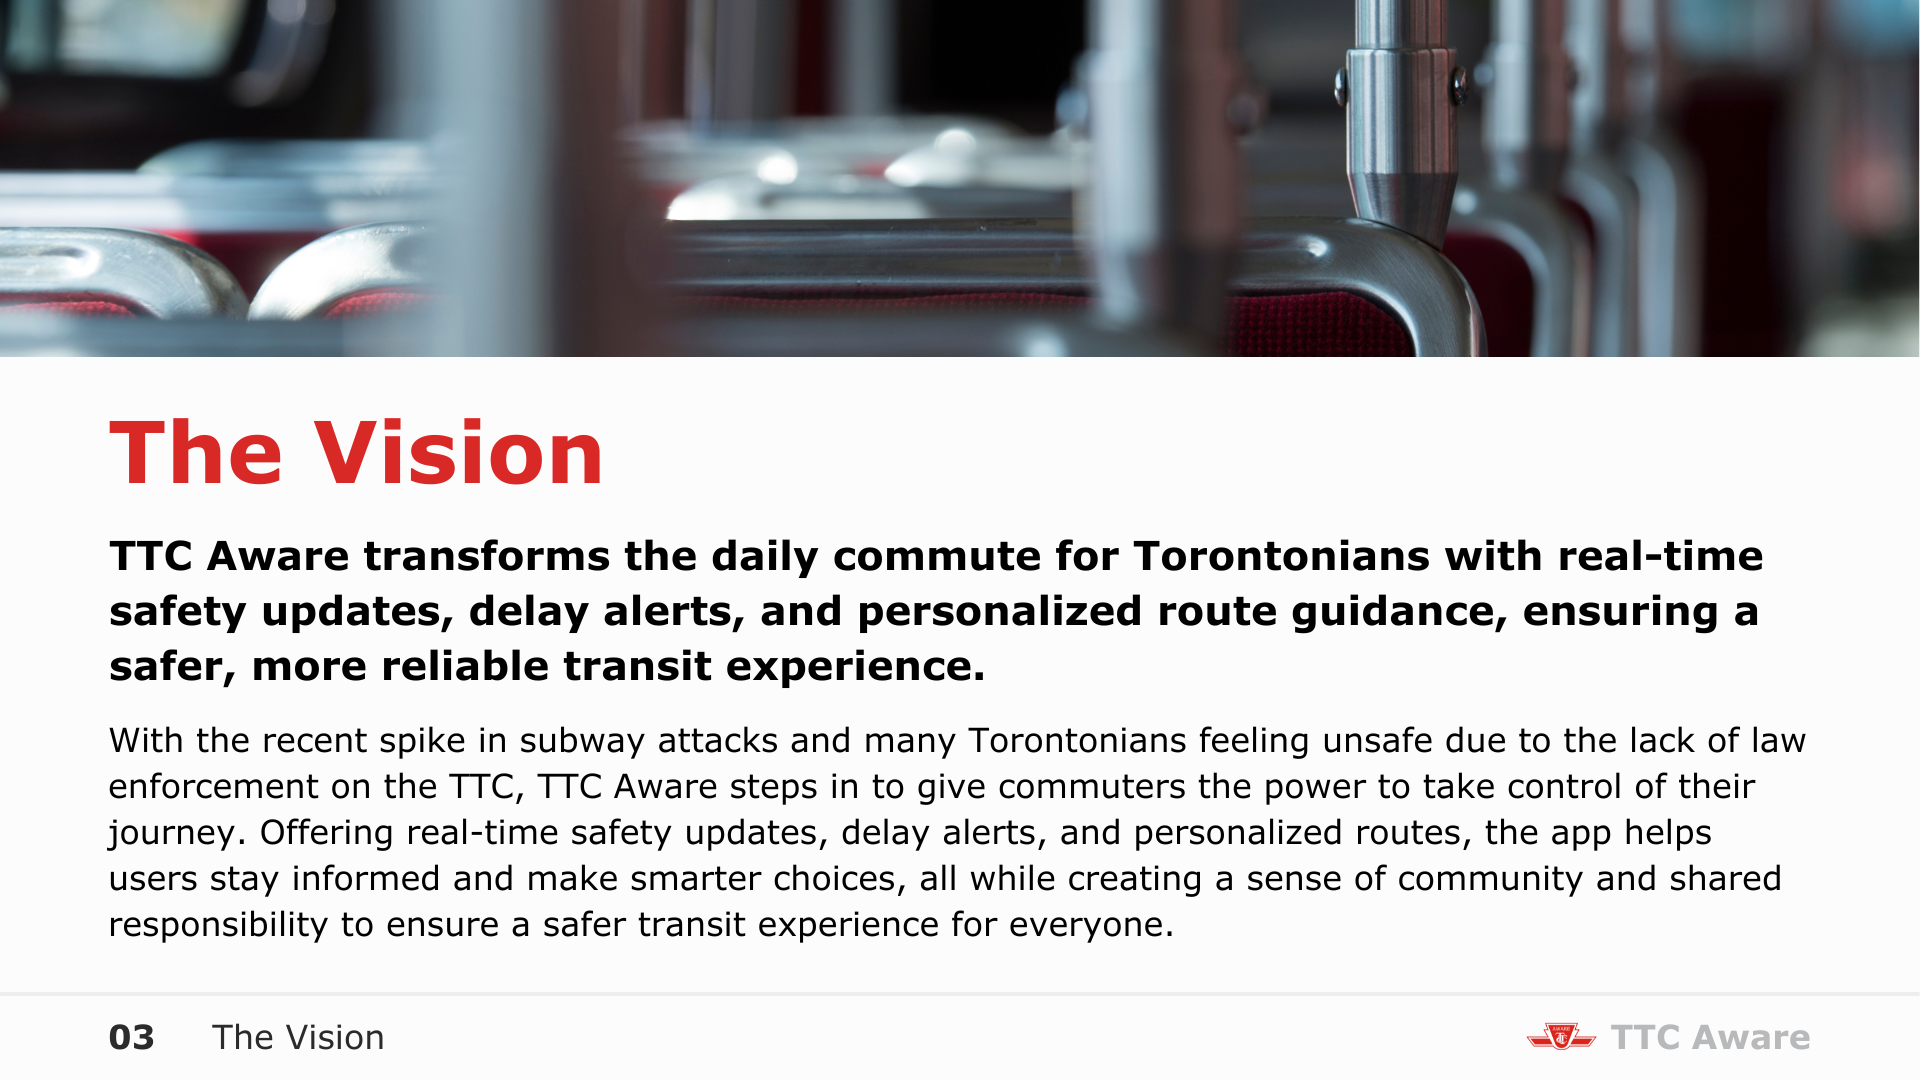 The Vision
TTC Aware transforms the daily commute for Torontonians with real-time
safety updates, delay alerts, and personalized route guidance, ensuring a
safer, more reliable transit experience.
With the recent spike in subway attacks and many Torontonians feeling unsafe due to the lack of law
enforcement on the TTC, TTC Aware steps in to give commuters the power to take control of their
journey. Offering real-time safety updates, delay alerts, and personalized routes, the app helps
users stay informed and make smarter choices, all while creating a sense of community and shared
responsibility to ensure a safer transit experience for everyone.
03 The Vision
AWARE
TTC Aware